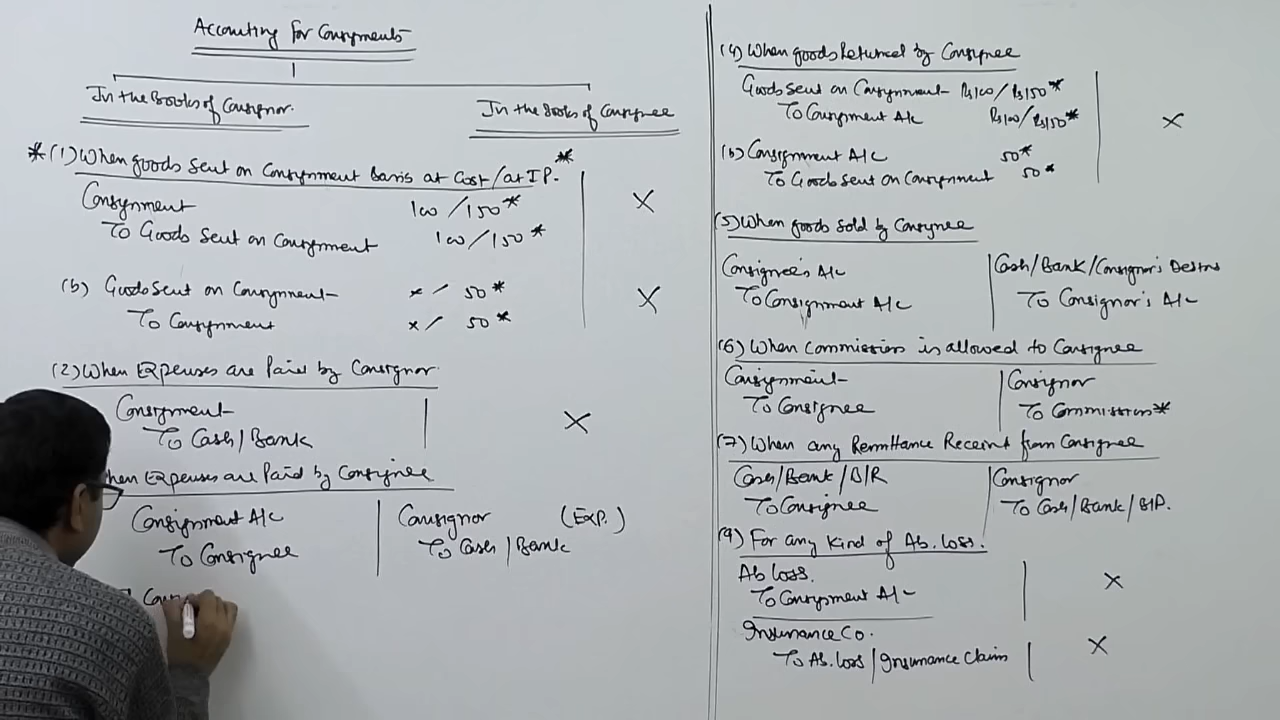 Accounting for Consignments
In the Books of Consignor.
In the Books of Consignee
*(1) When goods sent on Consignment Basis at Cost/at IP.*
Consignment 100/150*
To Goods sent on Consignment 100/150*
X
(b) Goods sent on Consignment x/ 50*
To Consignment x/ 50*
X
(2) When Expenses are Paid by Consignor
Consignment
To Cash/Bank
X
hen Expenses are Paid by Consignee
Consignment A/c
To Consignee
Consignor (Exp.)
To Cash/Bank
(4) When goods Returned by Consignee
Goods sent on Consignment Rs100/Rs150*
To Consignment A/c Rs100/Rs150*
X
(b) Consignment A/c 50*
To Goods sent on Consignment 50*
(5) When goods sold by Consignee
Consignee's A/c
To Consignment A/c
Cash/Bank/Consignor's Debtors
To Consignor's A/c
(6) When Commission is allowed to Consignee
Consignment
To Consignee
Consignor
To Commission*
(7) When any Remittance Received from Consignee
Cash/Bank/B/R
To Consignee
Consignor
To Cash/Bank/B/P.
(9) For any kind of Ab. loss.
Ab loss.
To Consignment A/c
X
Insurance Co.
To Ab. loss/Insurance Claim
X